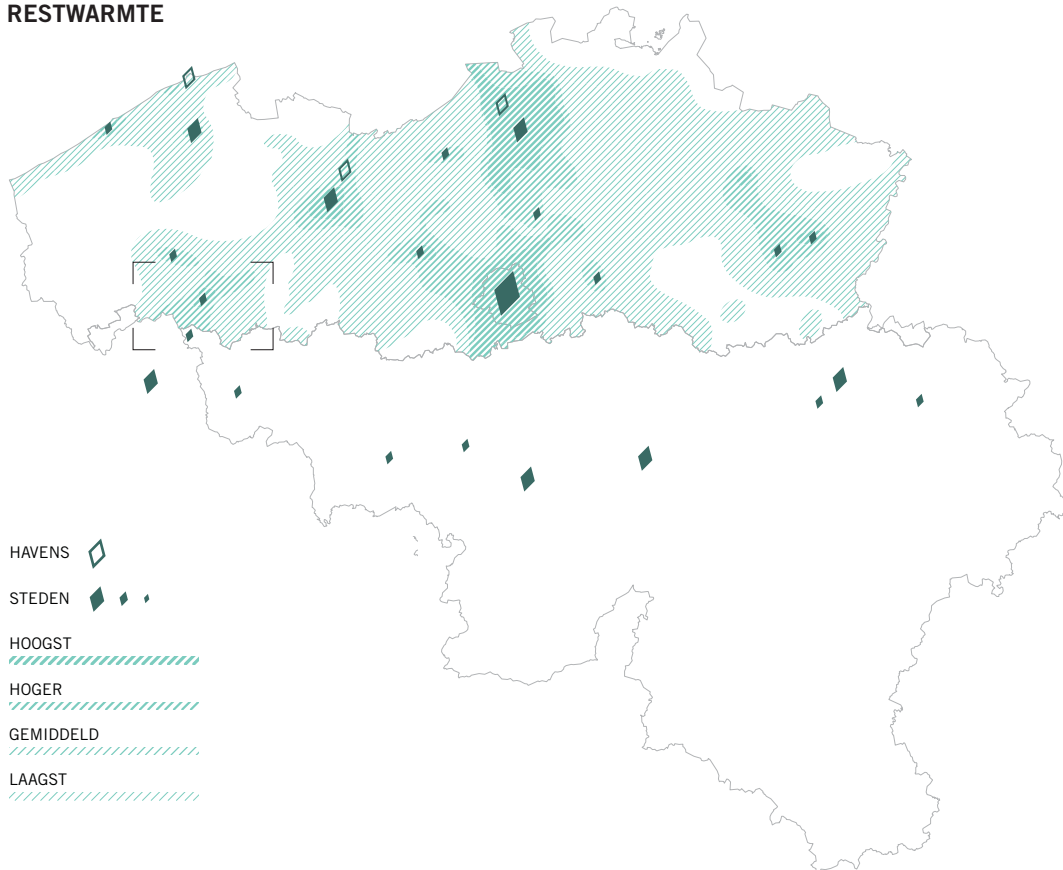 RESTWARMTE
HAVENS
STEDEN
HOOGST
HOGER
GEMIDDELD
LAAGST